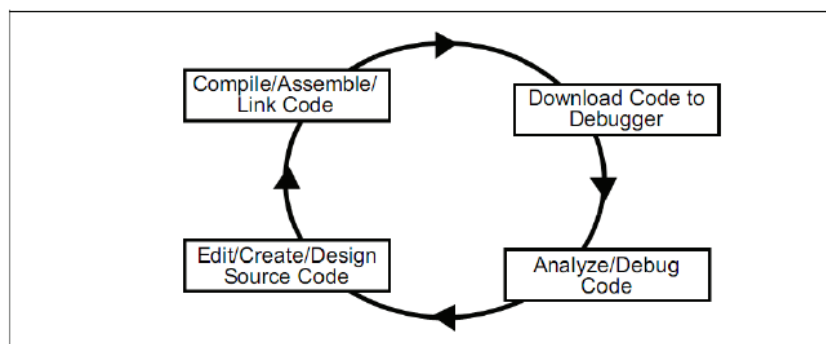 Compile/Assemble/
Link Code
Download Code to
Debugger
Edit/Create/Design
Source Code
Analyze/Debug
Code